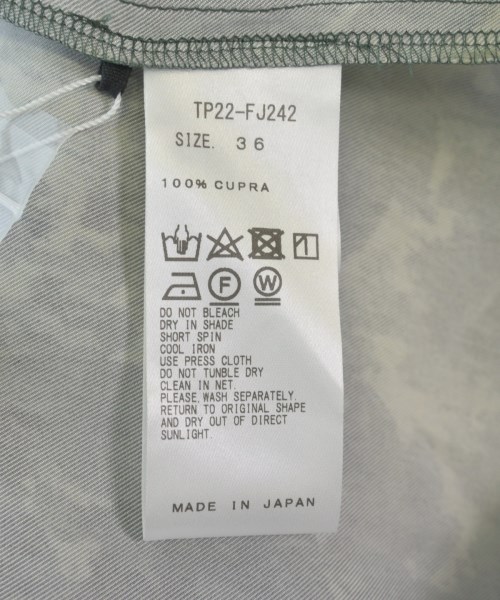 TP22-FJ242
SIZE. 36
100% CUPRA
F W
DO NOT BLEACH
DRY IN SHADE
SHORT SPIN
COOL IRON
USE PRESS CLOTH
DO NOT TUNBLE DRY
CLEAN IN NET.
PLEASE,WASH SEPARATELY.
RETURN TO ORIGINAL SHAPE
AND DRY OUT OF DIRECT
SUNLIGHT.
MADE IN JAPAN